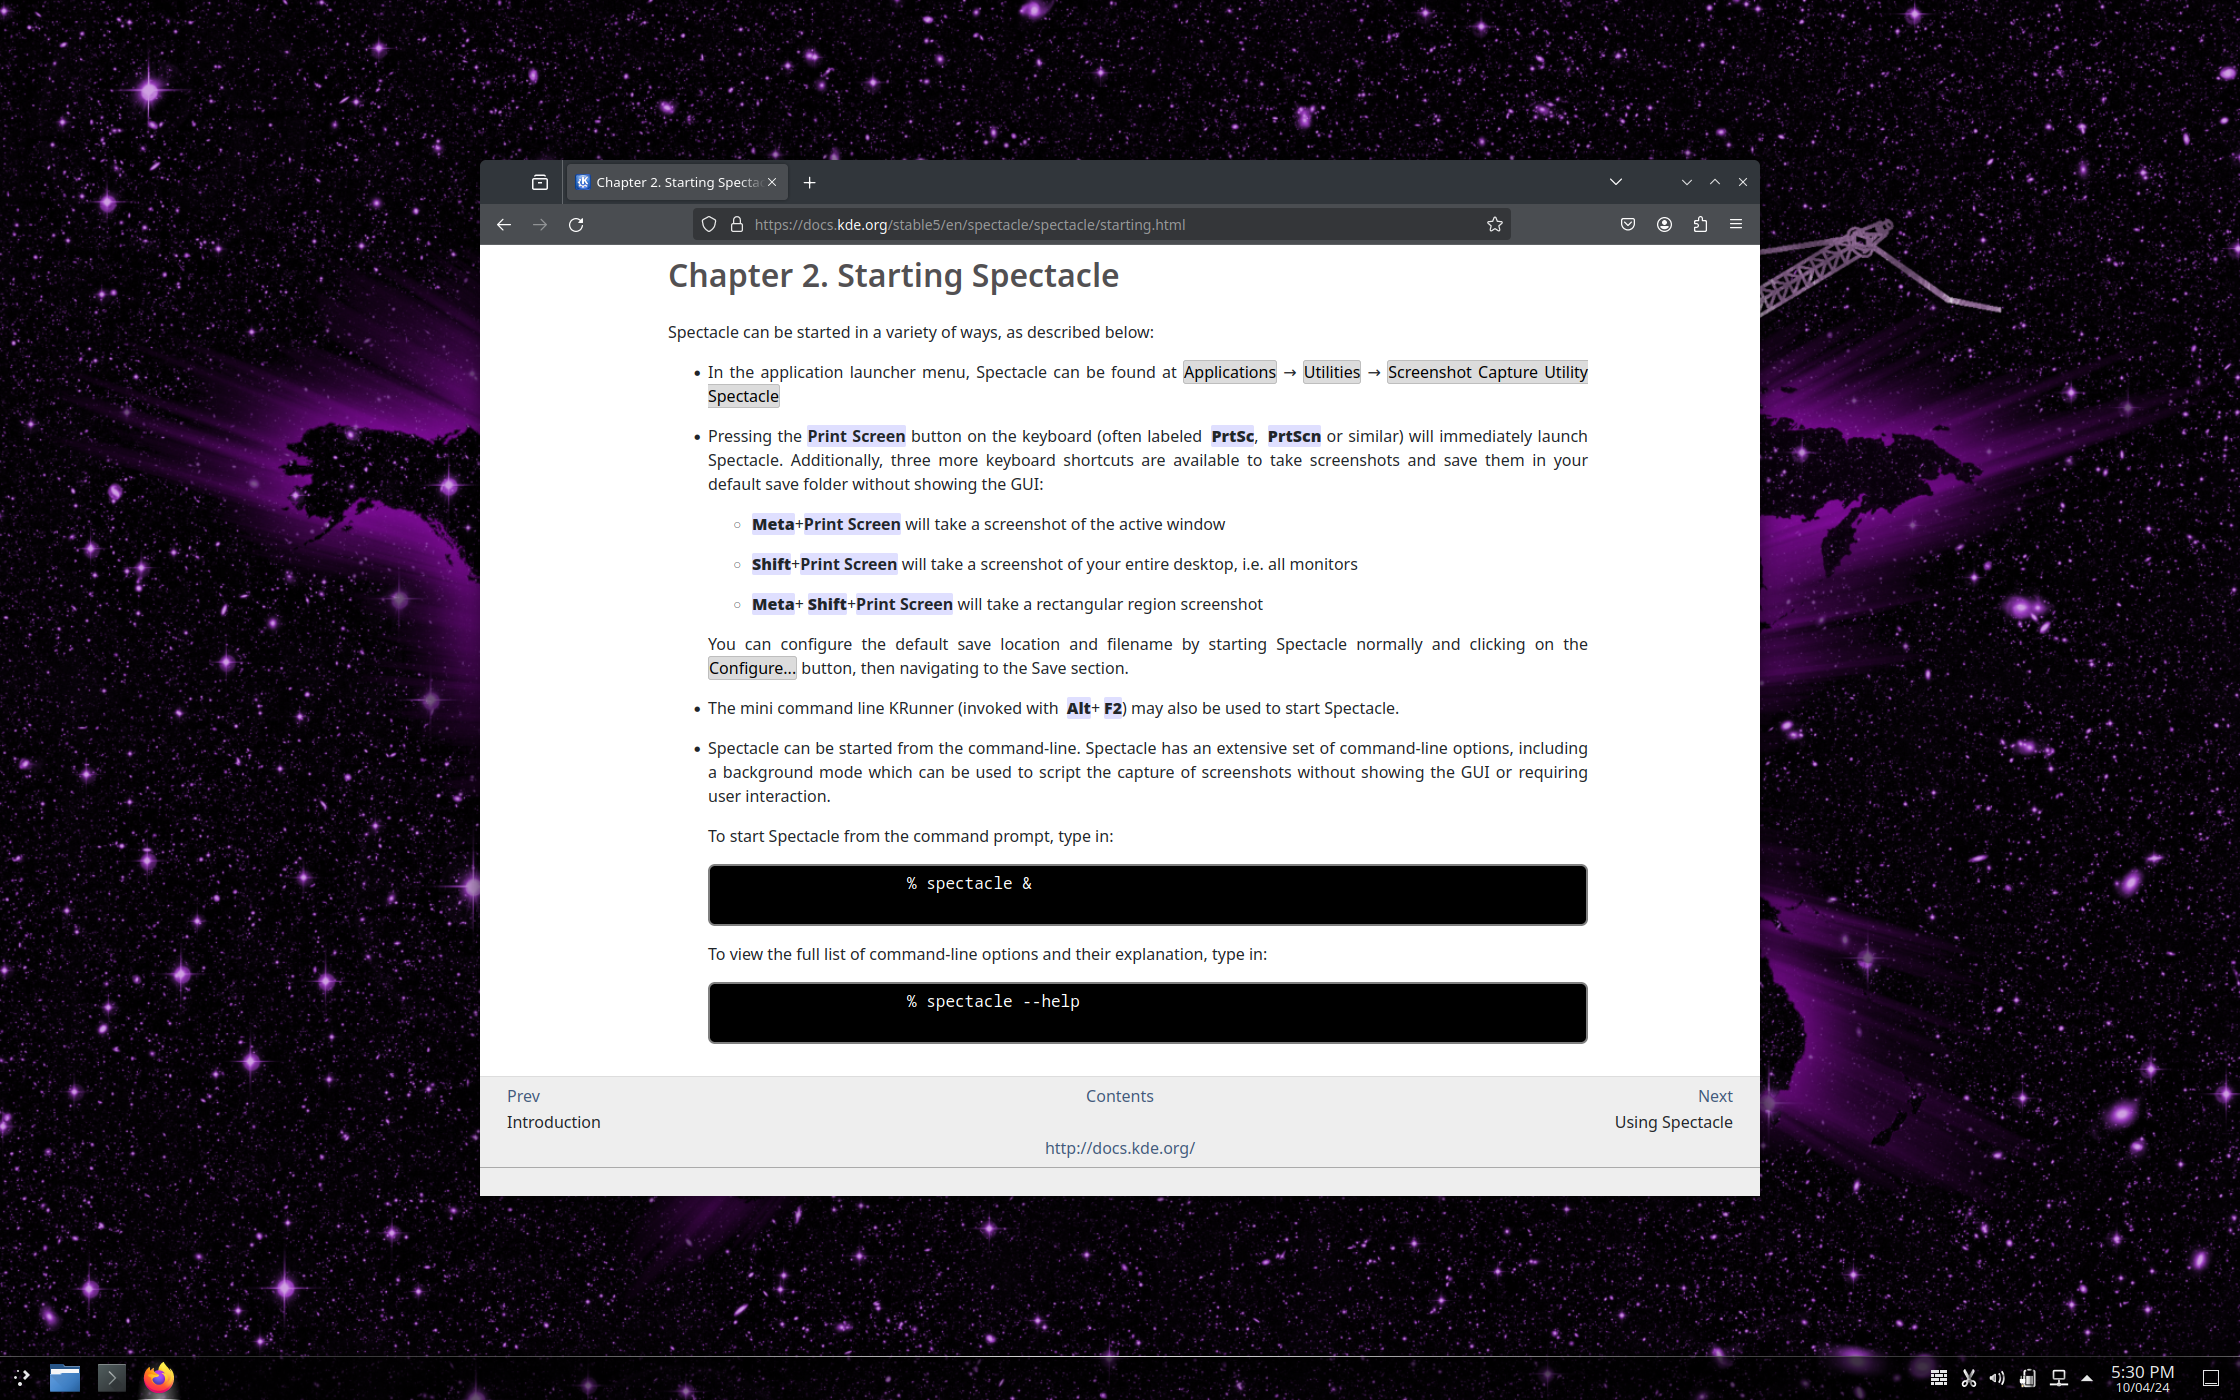 Chapter 2. Starting Specta
https://docs.kde.org/stable5/en/spectacle/spectacle/starting.html
Chapter 2. Starting Spectacle
Spectacle can be started in a variety of ways, as described below:
• In the application launcher menu, Spectacle can be found at Applications → Utilities → Screenshot Capture Utility
Spectacle
• Pressing the Print Screen button on the keyboard (often labeled PrtSc, PrtScn or similar) will immediately launch
Spectacle. Additionally, three more keyboard shortcuts are available to take screenshots and save them in your
default save folder without showing the GUI:
○ Meta+Print Screen will take a screenshot of the active window
○ Shift+Print Screen will take a screenshot of your entire desktop, i.e. all monitors
○ Meta+ Shift+Print Screen will take a rectangular region screenshot
You can configure the default save location and filename by starting Spectacle normally and clicking on the
Configure... button, then navigating to the Save section.
• The mini command line KRunner (invoked with Alt+ F2) may also be used to start Spectacle.
• Spectacle can be started from the command-line. Spectacle has an extensive set of command-line options, including
a background mode which can be used to script the capture of screenshots without showing the GUI or requiring
user interaction.
To start Spectacle from the command prompt, type in:
% spectacle &
To view the full list of command-line options and their explanation, type in:
% spectacle --help
Prev Contents Next
Introduction Using Spectacle
http://docs.kde.org/
5:30 PM
10/04/24